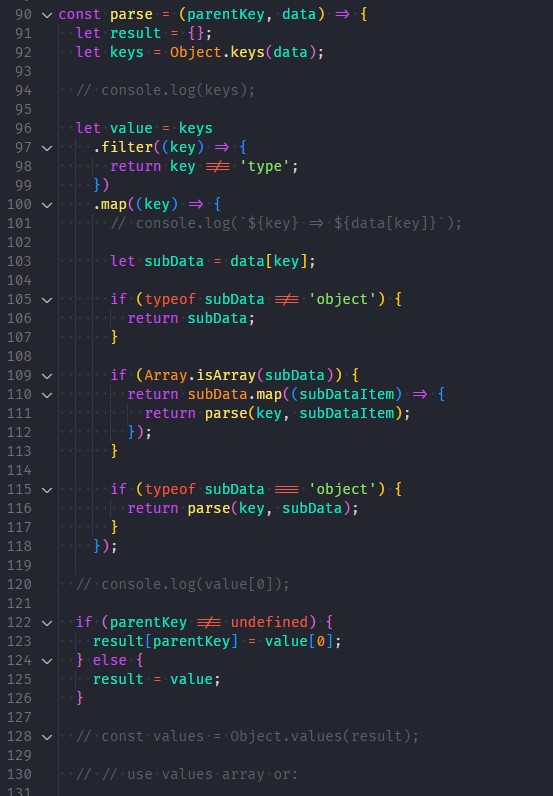 90 const parse = (parentKey, data) => {
91 let result = {};
92 let keys = Object.keys(data);
93
94 // console.log(keys);
95
96 let value = keys
97 .filter((key) => {
98 return key !== 'type';
99 })
100 .map((key) => {
101 // console.log(`${key} => ${data[key]}`);
102
103 let subData = data[key];
104
105 if (typeof subData !== 'object') {
106 return subData;
107 }
108
109 if (Array.isArray(subData)) {
110 return subData.map((subDataItem) => {
111 return parse(key, subDataItem);
112 });
113 }
114
115 if (typeof subData === 'object') {
116 return parse(key, subData);
117 }
118 });
119
120 // console.log(value[0]);
121
122 if (parentKey !== undefined) {
123 result[parentKey] = value[0];
124 } else {
125 result = value;
126 }
127
128 // const values = Object.values(result);
129
130 // // use values array or:
131